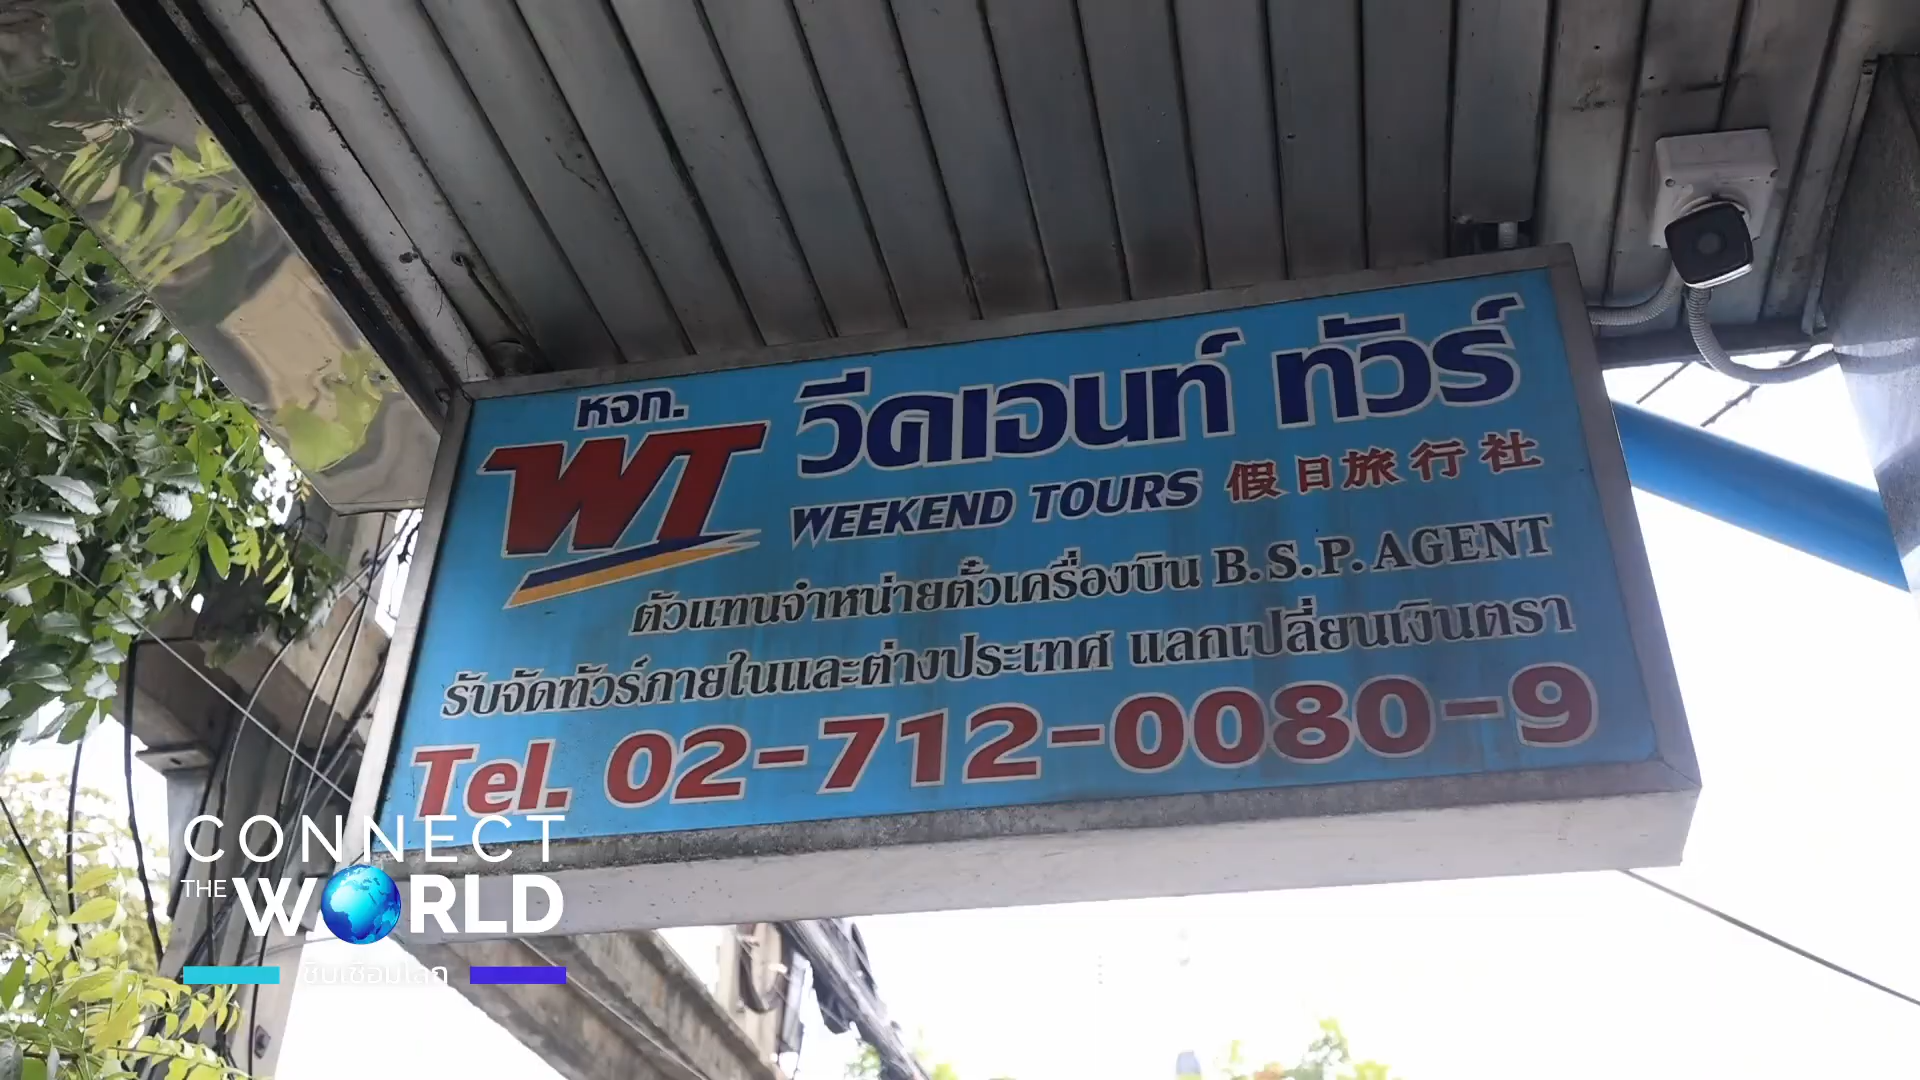 หจก.
WT
วีคเอนท์ ทัวร์
WEEKEND TOURS 假日旅行社
ตัวแทนจำหน่ายตั๋วเครื่องบิน B.S.P. AGENT
รับจัดทัวร์ภายในและต่างประเทศ แลกเปลี่ยนเงินตรา
Tel. 02-712-0080-9
CONNECT
THE WORLD
ซินเชื่อมโลก